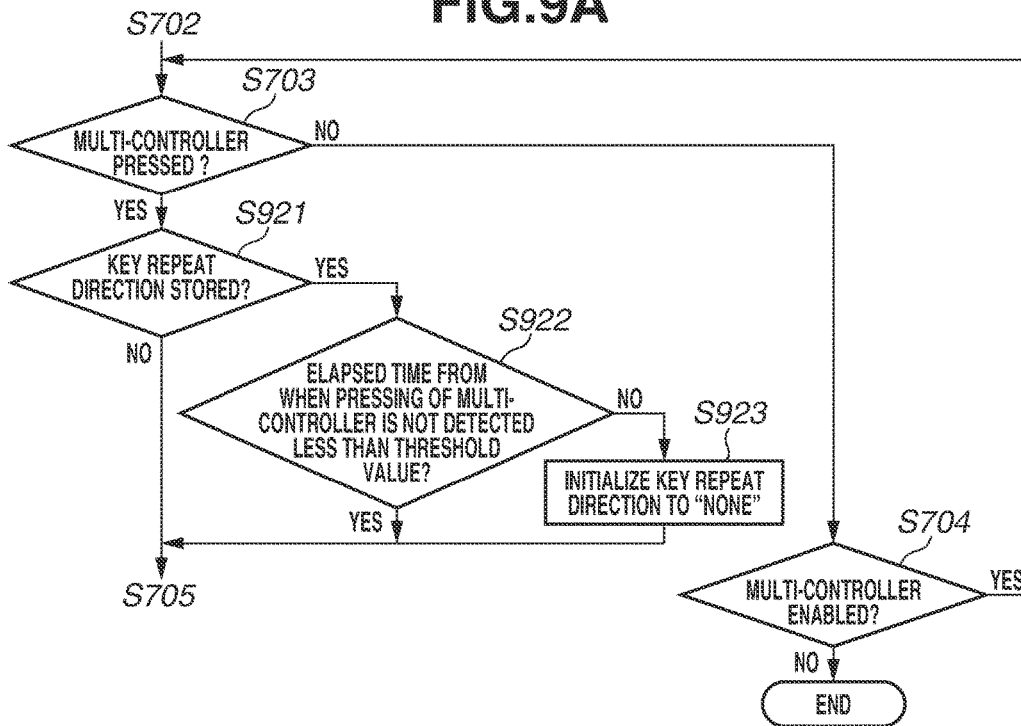 FIG.9A
S702
S703
MULTI-CONTROLLER
PRESSED ?
NO
YES
S921
KEY REPEAT
DIRECTION STORED?
YES
NO
S922
ELAPSED TIME FROM
WHEN PRESSING OF MULTI-
CONTROLLER IS NOT DETECTED
LESS THAN THRESHOLD
VALUE?
NO
YES
S923
INITIALIZE KEY REPEAT
DIRECTION TO “NONE”
S705
S704
MULTI-CONTROLLER
ENABLED?
YES
NO
END